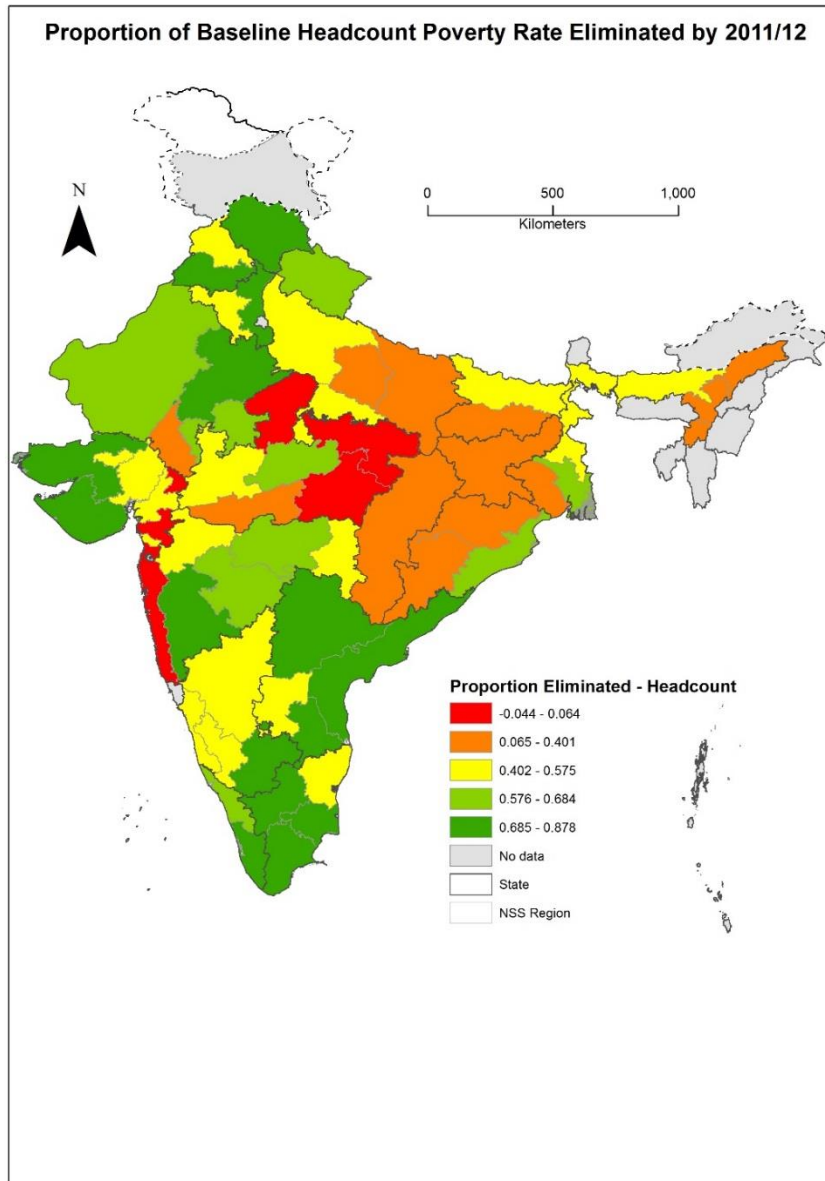 Proportion of Baseline Headcount Poverty Rate Eliminated by 2011/12
N
0 500 1,000
Kilometers
Proportion Eliminated - Headcount
-0.044 - 0.064
0.065 - 0.401
0.402 - 0.575
0.576 - 0.684
0.685 - 0.878
No data
State
NSS Region